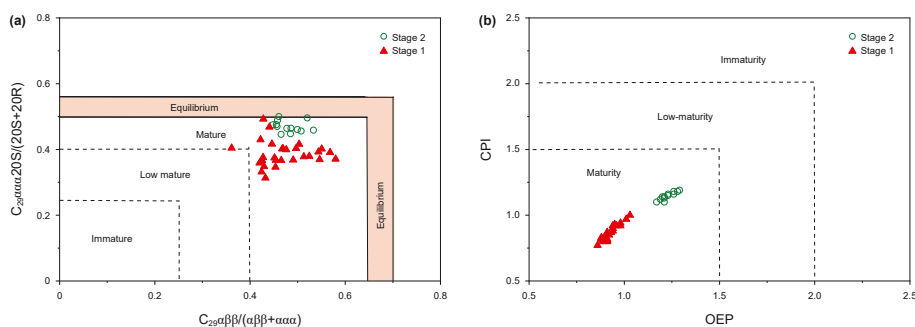 (a)
0.8
0.6
0.4
0.2
0
0
0.2
0.4
0.6
0.8
C₂₉ααα20S/(20S+20R)
C₂₉αββ/(αββ+ααα)
Stage 2
Stage 1
Equilibrium
Mature
Low mature
Immature
Equilibrium
(b)
2.5
2.0
1.5
1.0
0.5
0.5
1.0
1.5
2.0
2.5
CPI
OEP
Stage 2
Stage 1
Immaturity
Low-maturity
Maturity